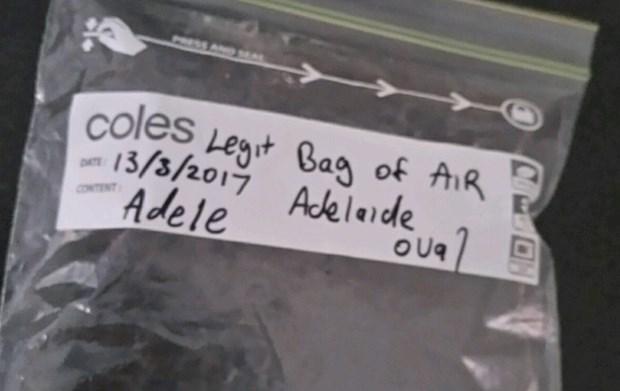 PRESS AND SEAL
coles Legit Bag of AIR
DATE: 13/3/2017
CONTENT: Adele Adelaide
oval